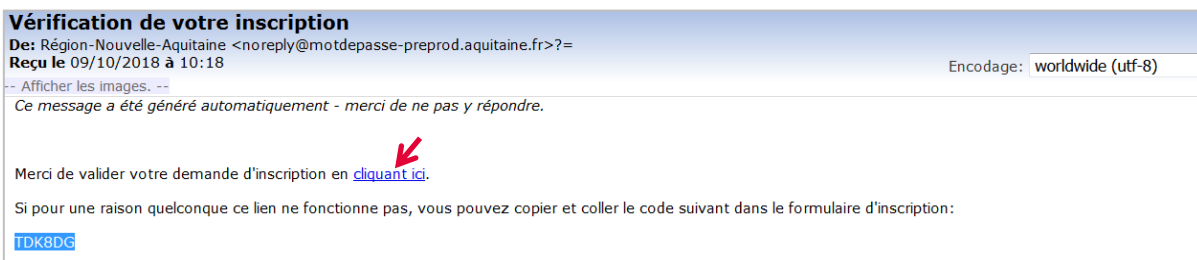 Vérification de votre inscription
De: Région-Nouvelle-Aquitaine <noreply@motdepasse-preprod.aquitaine.fr>?=
Reçu le 09/10/2018 à 10:18
Encodage: worldwide (utf-8)
-- Afficher les images. --
Ce message a été généré automatiquement - merci de ne pas y répondre.
Merci de valider votre demande d'inscription en cliquant ici.
Si pour une raison quelconque ce lien ne fonctionne pas, vous pouvez copier et coller le code suivant dans le formulaire d'inscription:
TDK8DG